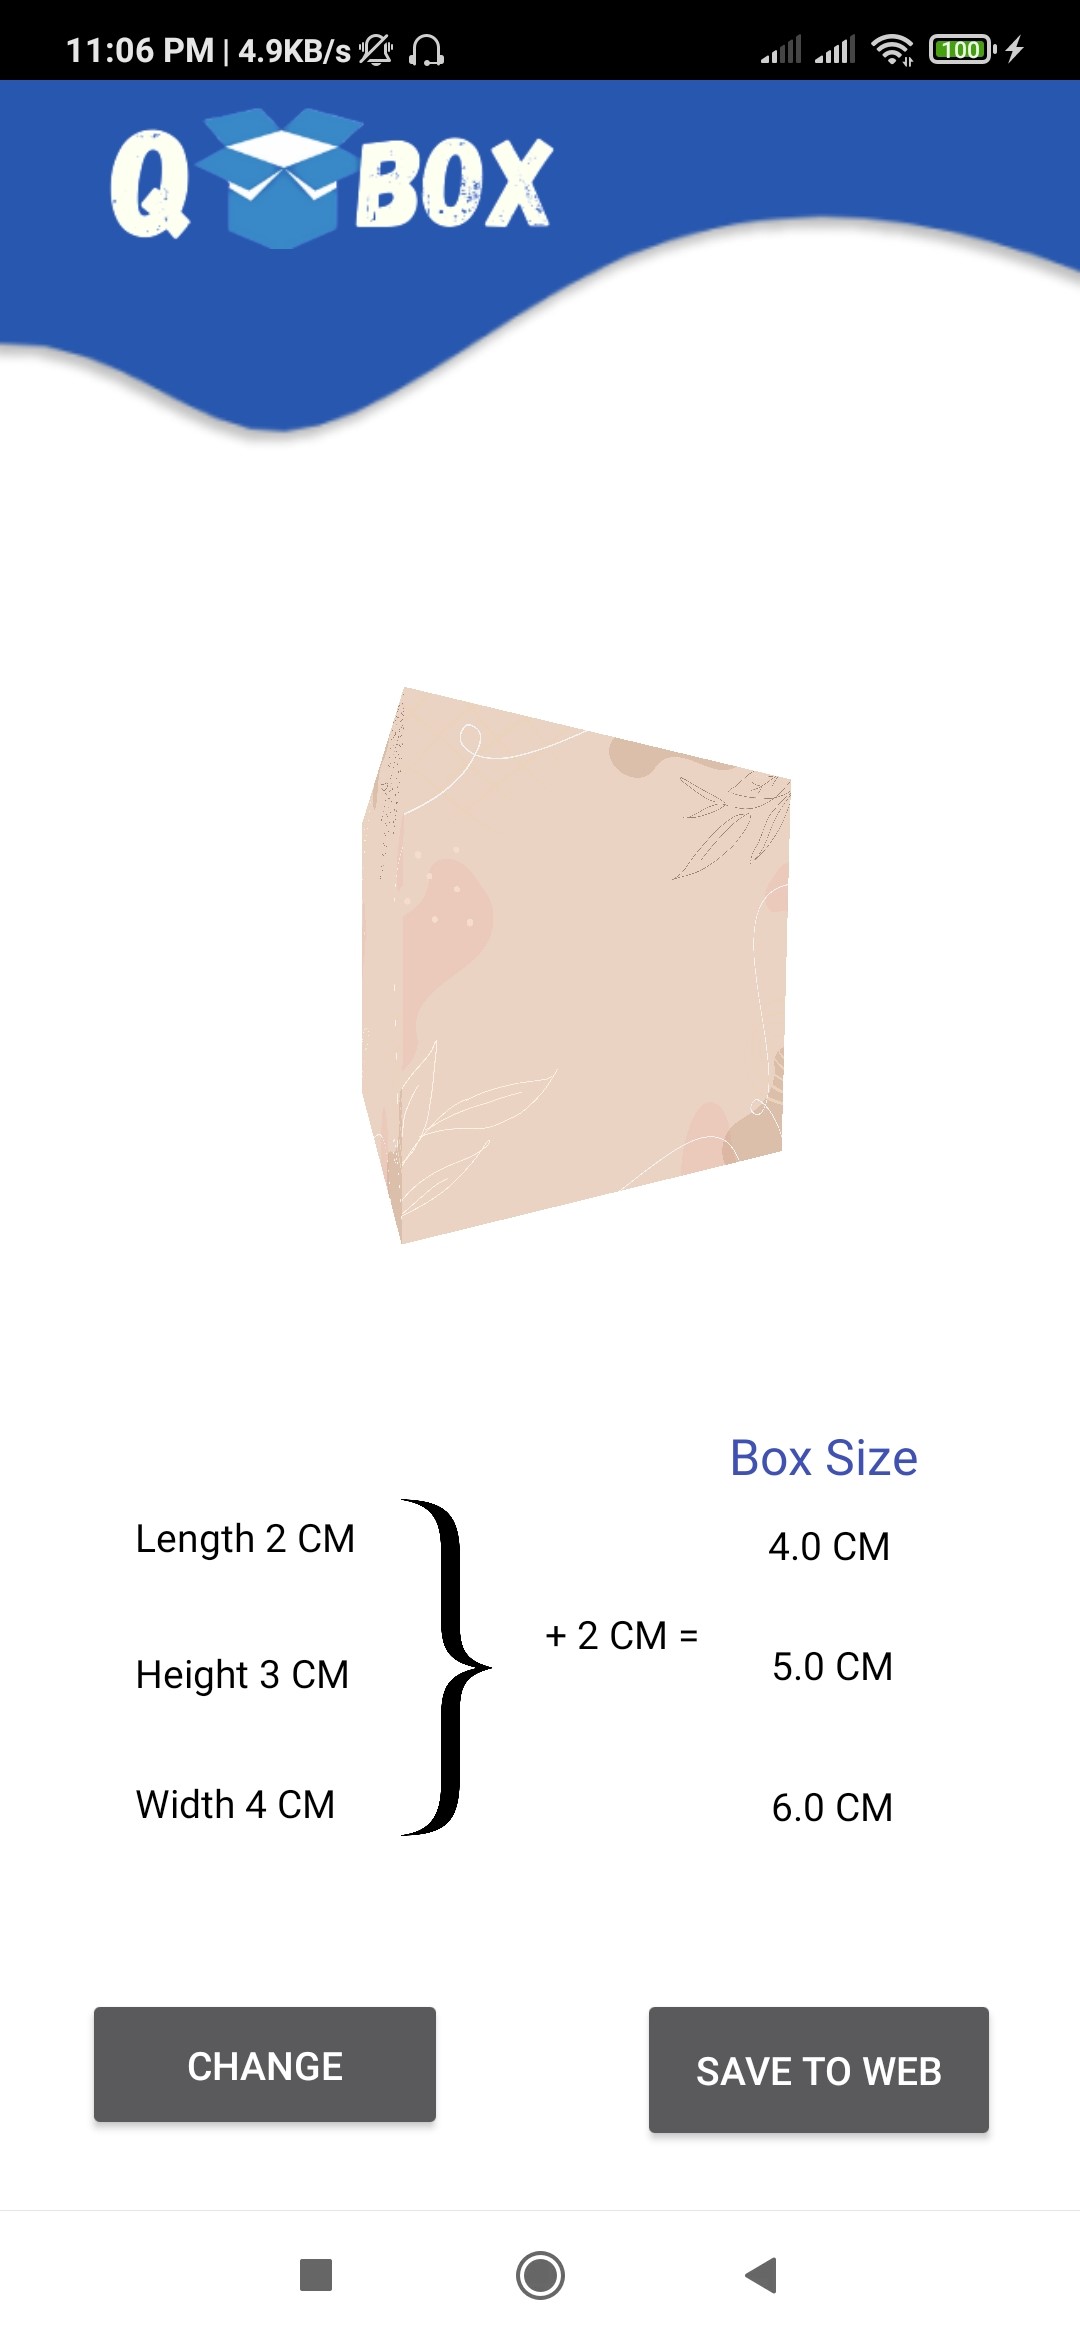 11:06 PM | 4.9KB/s 100
Q BOX
Box Size
Length 2 CM
4.0 CM
+ 2 CM =
Height 3 CM
5.0 CM
Width 4 CM
6.0 CM
CHANGE
SAVE TO WEB